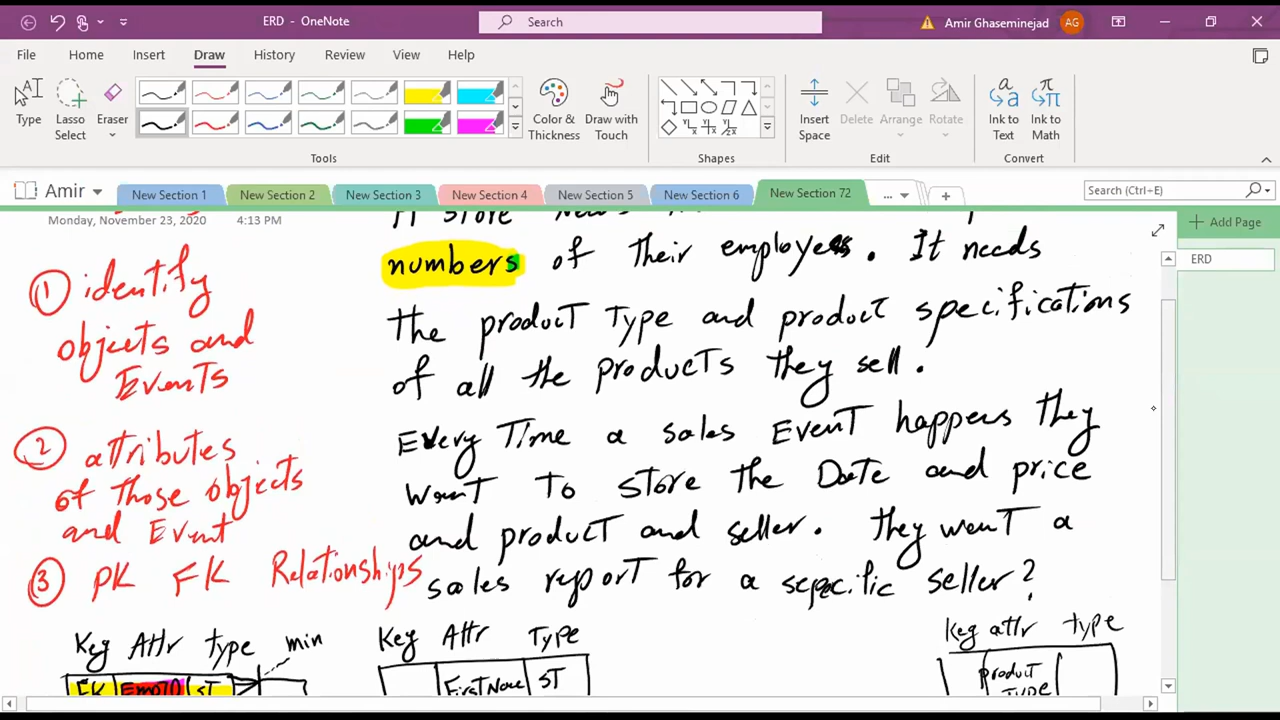 ERD - OneNote
Search
Amir Ghaseminejad
AG
File
Home
Insert
Draw
History
Review
View
Help
Type
Lasso
Select
Eraser
Color &
Thickness
Draw with
Touch
Insert
Space
Delete
Arrange
Rotate
Ink to
Text
Ink to
Math
Tools
Shapes
Edit
Convert
Amir
New Section 1
New Section 2
New Section 3
New Section 4
New Section 5
New Section 6
New Section 72
...
Search (Ctrl+E)
Add Page
ERD
Monday, November 23, 2020
4:13 PM
① identify
objects and
Events
② attributes
of those objects
and Event
③ PK FK Relationships
A store
numbers of their employees. It needs
the product Type and product specifications
of all the products they sell.
Every Time a sales Event happens they
want To store the Date and price
and product and seller. They want a
sales report for a seller?
Key Attr type min
FK EmpID ST
Key Attr Type
FirstName ST
Key attr type
product
TYPE